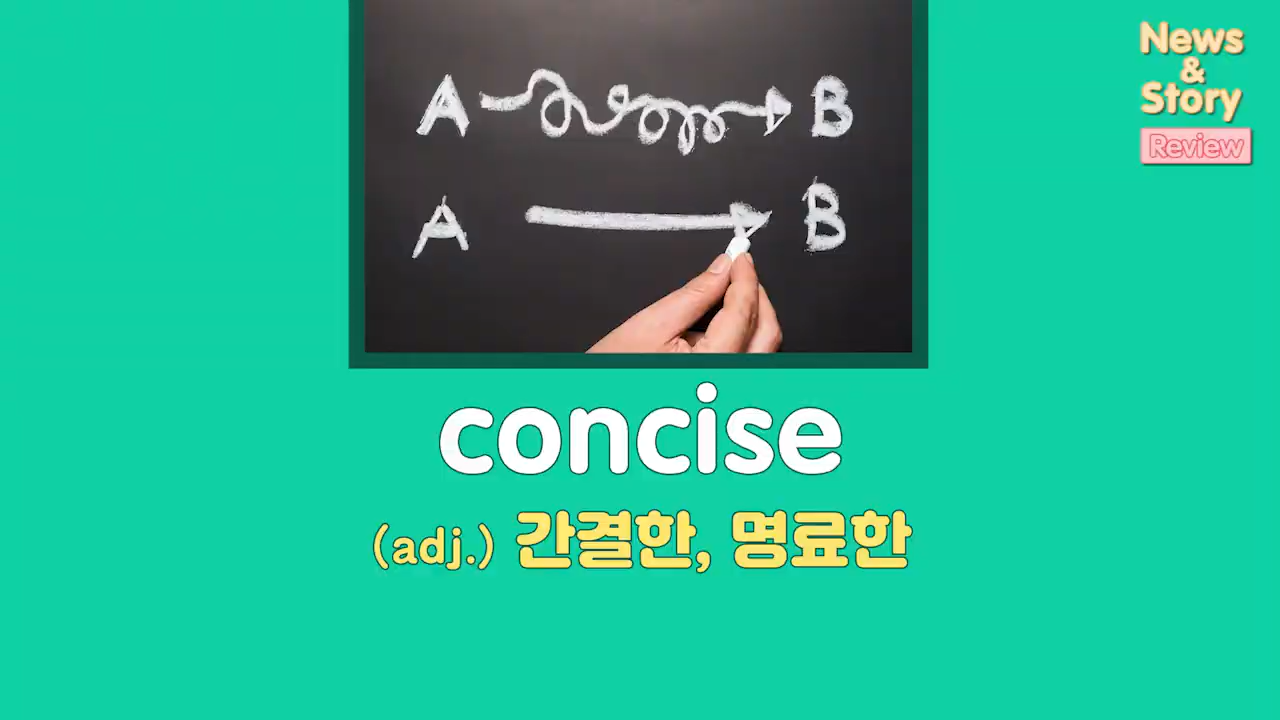 News
&
Story
Review
A B
A B
concise
(adj.) 간결한, 명료한